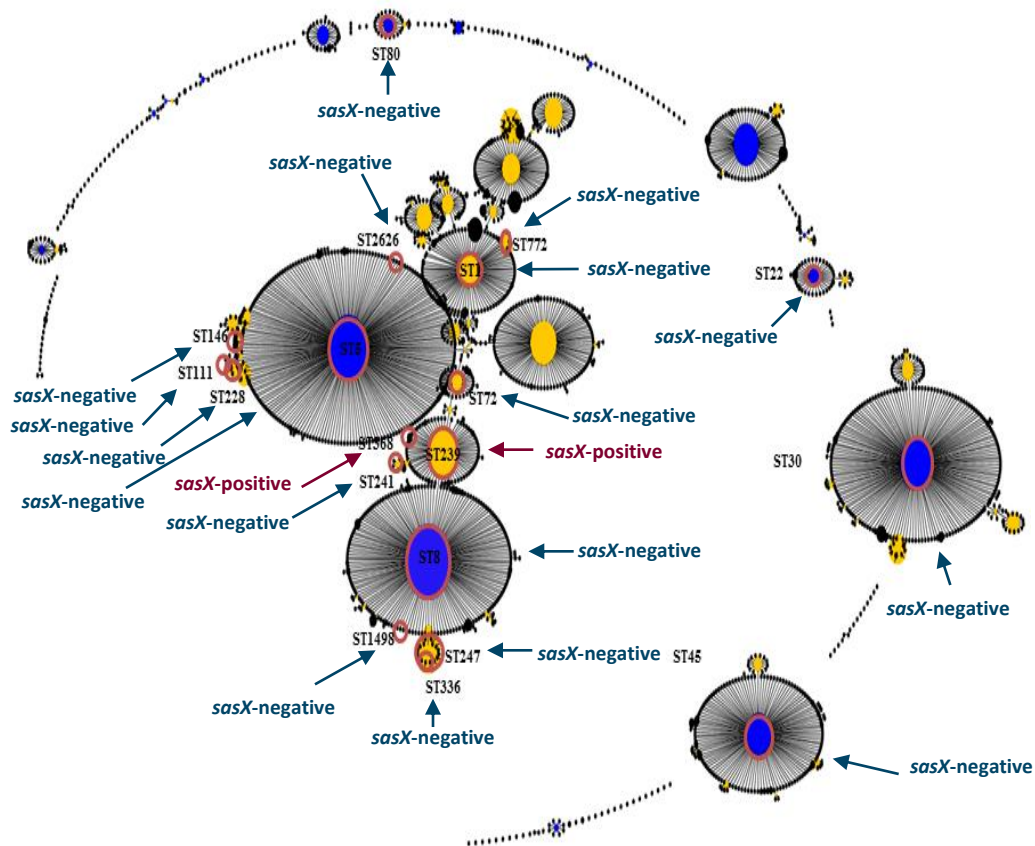 ST80
sasX-negative
sasX-negative
sasX-negative
ST2626
ST772
ST1
sasX-negative
ST22
sasX-negative
ST146
ST5
ST111
ST228
ST72
sasX-negative
sasX-negative
sasX-negative
sasX-negative
sasX-negative
ST368
ST239
sasX-positive
ST30
sasX-positive
ST241
sasX-negative
ST8
sasX-negative
sasX-negative
ST1498
ST247
sasX-negative
ST45
ST336
sasX-negative
sasX-negative
sasX-negative